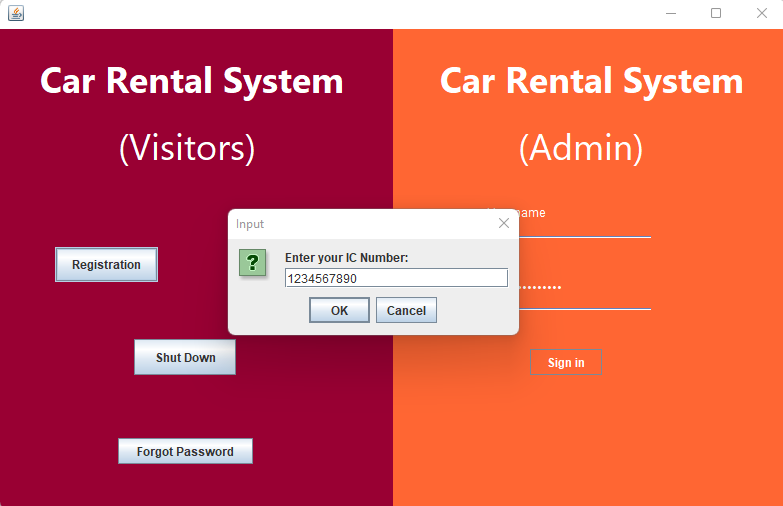 Car Rental System
(Visitors)
Registration
Shut Down
Forgot Password
Input
?
Enter your IC Number:
1234567890
OK
Cancel
Car Rental System
(Admin)
name
Sign in